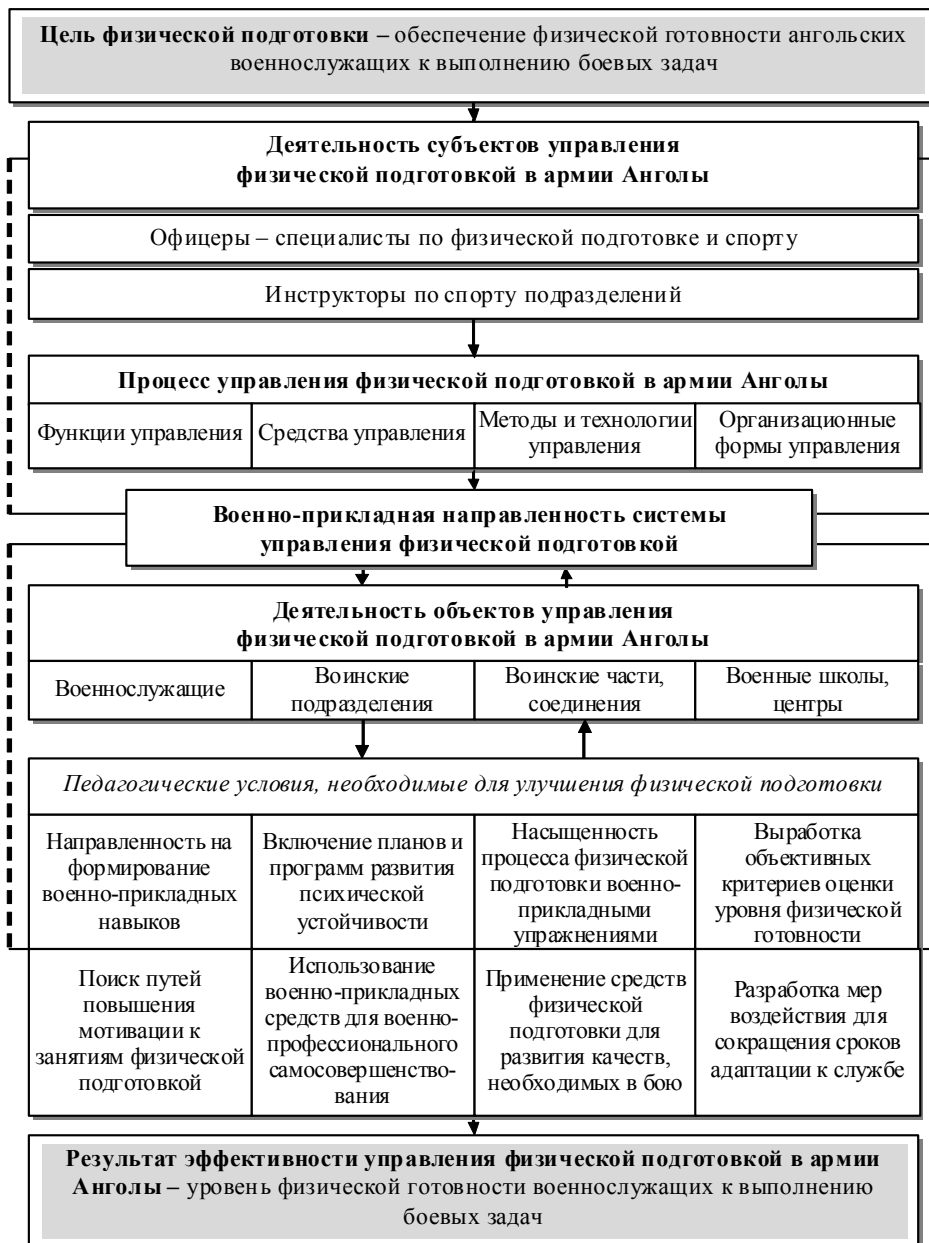 Цель физической подготовки – обеспечение физической готовности ангольских
военнослужащих к выполнению боевых задач
Деятельность субъектов управления
физической подготовкой в армии Анголы
Офицеры – специалисты по физической подготовке и спорту
Инструкторы по спорту подразделений
Процесс управления физической подготовкой в армии Анголы
Функции управления
Средства управления
Методы и технологии
управления
Организационные
формы управления
Военно-прикладная направленность системы
управления физической подготовкой
Деятельность объектов управления
физической подготовкой в армии Анголы
Военнослужащие
Воинские
подразделения
Воинские части,
соединения
Военные школы,
центры
Педагогические условия, необходимые для улучшения физической подготовки
Направленность на
формирование
военно-прикладных
навыков
Включение планов и
программ развития
психической
устойчивости
Насыщенность
процесса физической
подготовки военно-
прикладными
упражнениями
Выработка
объективных
критериев оценки
уровня физической
готовности
Поиск путей
повышения
мотивации к
занятиям физической
подготовкой
Использование
военно-прикладных
средств для военно-
профессионального
самосовершенство-
вания
Применение средств
физической
подготовки для
развития качеств,
необходимых в бою
Разработка мер
воздействия для
сокращения сроков
адаптации к службе
Результат эффективности управления физической подготовкой в армии
Анголы – уровень физической готовности военнослужащих к выполнению
боевых задач